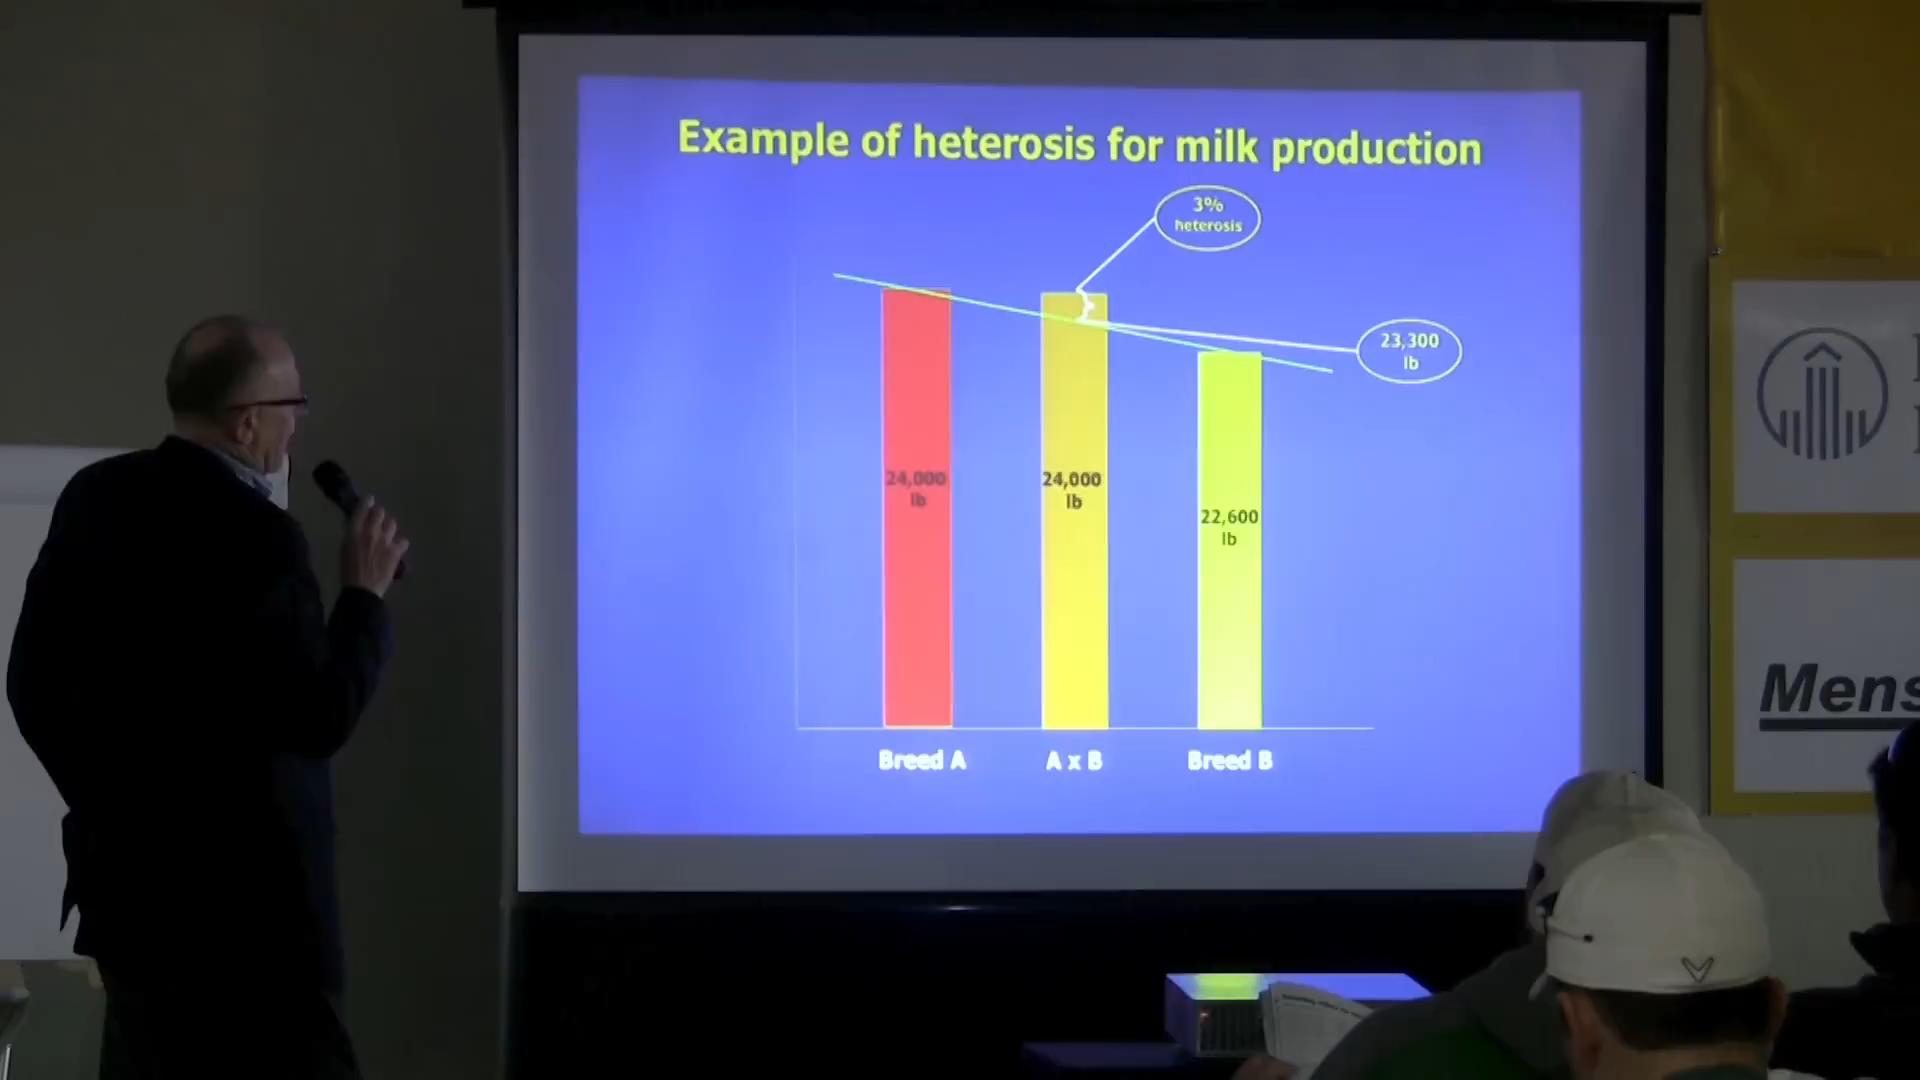 Example of heterosis for milk production
3%
heterosis
23,300
lb
24,000
lb
24,000
lb
22,600
lb
Breed A
A x B
Breed B
Mens